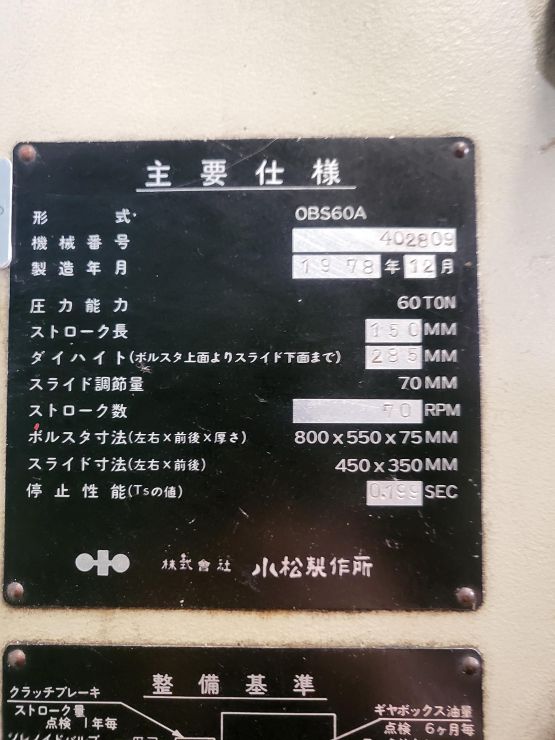 主要仕様
形式 OBS60A
機械番号 402809
製造年月 1978年12月
圧力能力 60TON
ストローク長 150MM
ダイハイト(ボルスタ上面よりスライド下面まで) 285MM
スライド調節量 70MM
ストローク数 70RPM
ボルスタ寸法(左右×前後×厚さ) 800x550x75MM
スライド寸法(左右×前後) 450x350MM
停止性能(Tsの値) 0.199SEC
株式會社 小松製作所
整備基準
クラッチブレーキ
ストローク量
点検 1年毎
ギヤボックス油量
点検 6ヶ月毎